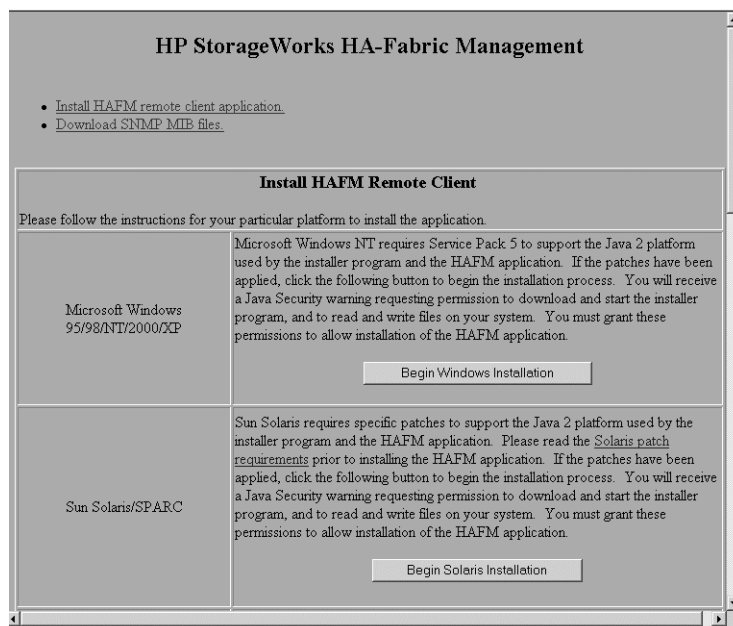 HP StorageWorks HA-Fabric Management
Install HAFM remote client application.
Download SNMP MIB files.
Install HAFM Remote Client
Please follow the instructions for your particular platform to install the application.
Microsoft Windows
95/98/NT/2000/XP
Microsoft Windows NT requires Service Pack 5 to support the Java 2 platform
used by the installer program and the HAFM application. If the patches have been
applied, click the following button to begin the installation process. You will receive
a Java Security warning requesting permission to download and start the installer
program, and to read and write files on your system. You must grant these
permissions to allow installation of the HAFM application.
Begin Windows Installation
Sun Solaris/SPARC
Sun Solaris requires specific patches to support the Java 2 platform used by the
installer program and the HAFM application. Please read the Solaris patch
requirements prior to installing the HAFM application. If the patches have been
applied, click the following button to begin the installation process. You will receive
a Java Security warning requesting permission to download and start the installer
program, and to read and write files on your system. You must grant these
permissions to allow installation of the HAFM application.
Begin Solaris Installation